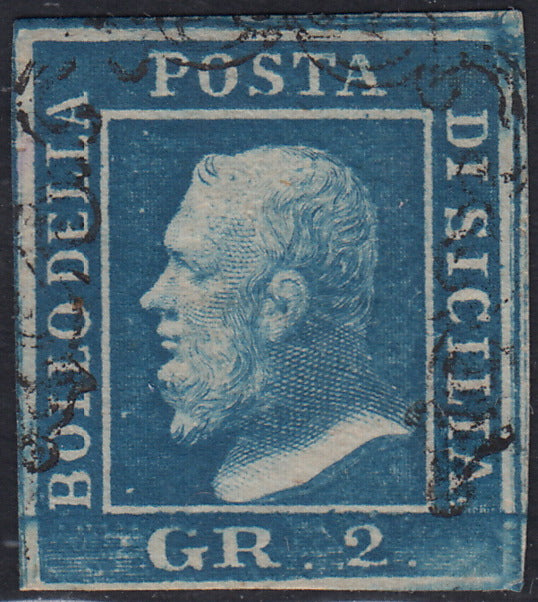 BOLLO DELLA
POSTA
DI SICILIA
GR. 2.